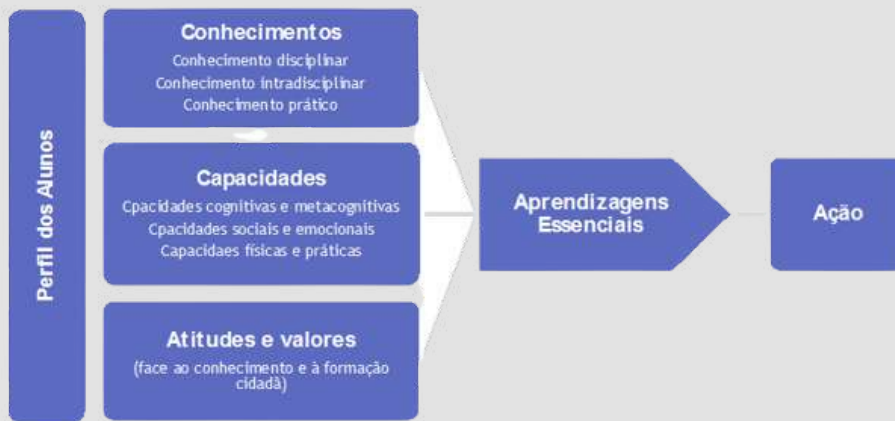 Perfil dos Alunos
Conhecimentos
Conhecimento disciplinar
Conhecimento intradisciplinar
Conhecimento prático
Capacidades
Cpacidades cognitivas e metacognitivas
Cpacidades sociais e emocionais
Capacidaes físicas e práticas
Atitudes e valores
(face ao conhecimento e à formação
cidadã)
Aprendizagens
Essenciais
Ação